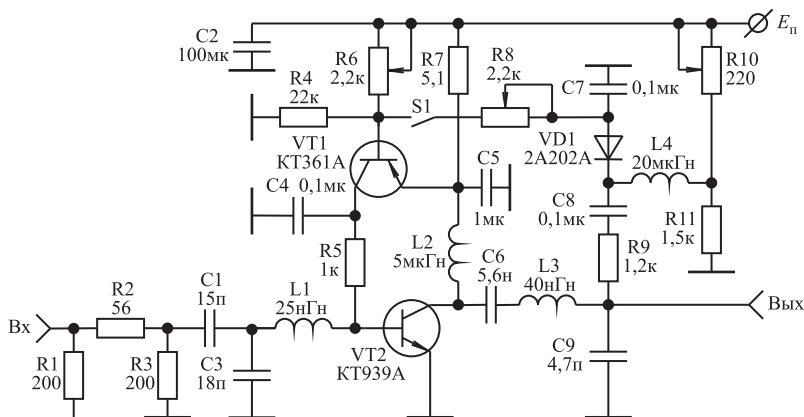 C2
100мк
R6
2,2к
R7
5,1
R8
2,2к
Eп
R10
220
R4
22к
S1
C7
0,1мк
VT1
КТ361А
VD1
2А202А
L4
20мкГн
C4
0,1мк
C5
1мк
C8
0,1мк
R11
1,5к
R5
1к
L2
5мкГн
C6
5,6н
L3
40нГн
R9
1,2к
Вх
R2
56
C1
15п
L1
25нГн
Вых
R1
200
R3
200
C3
18п
VT2
КТ939А
C9
4,7п